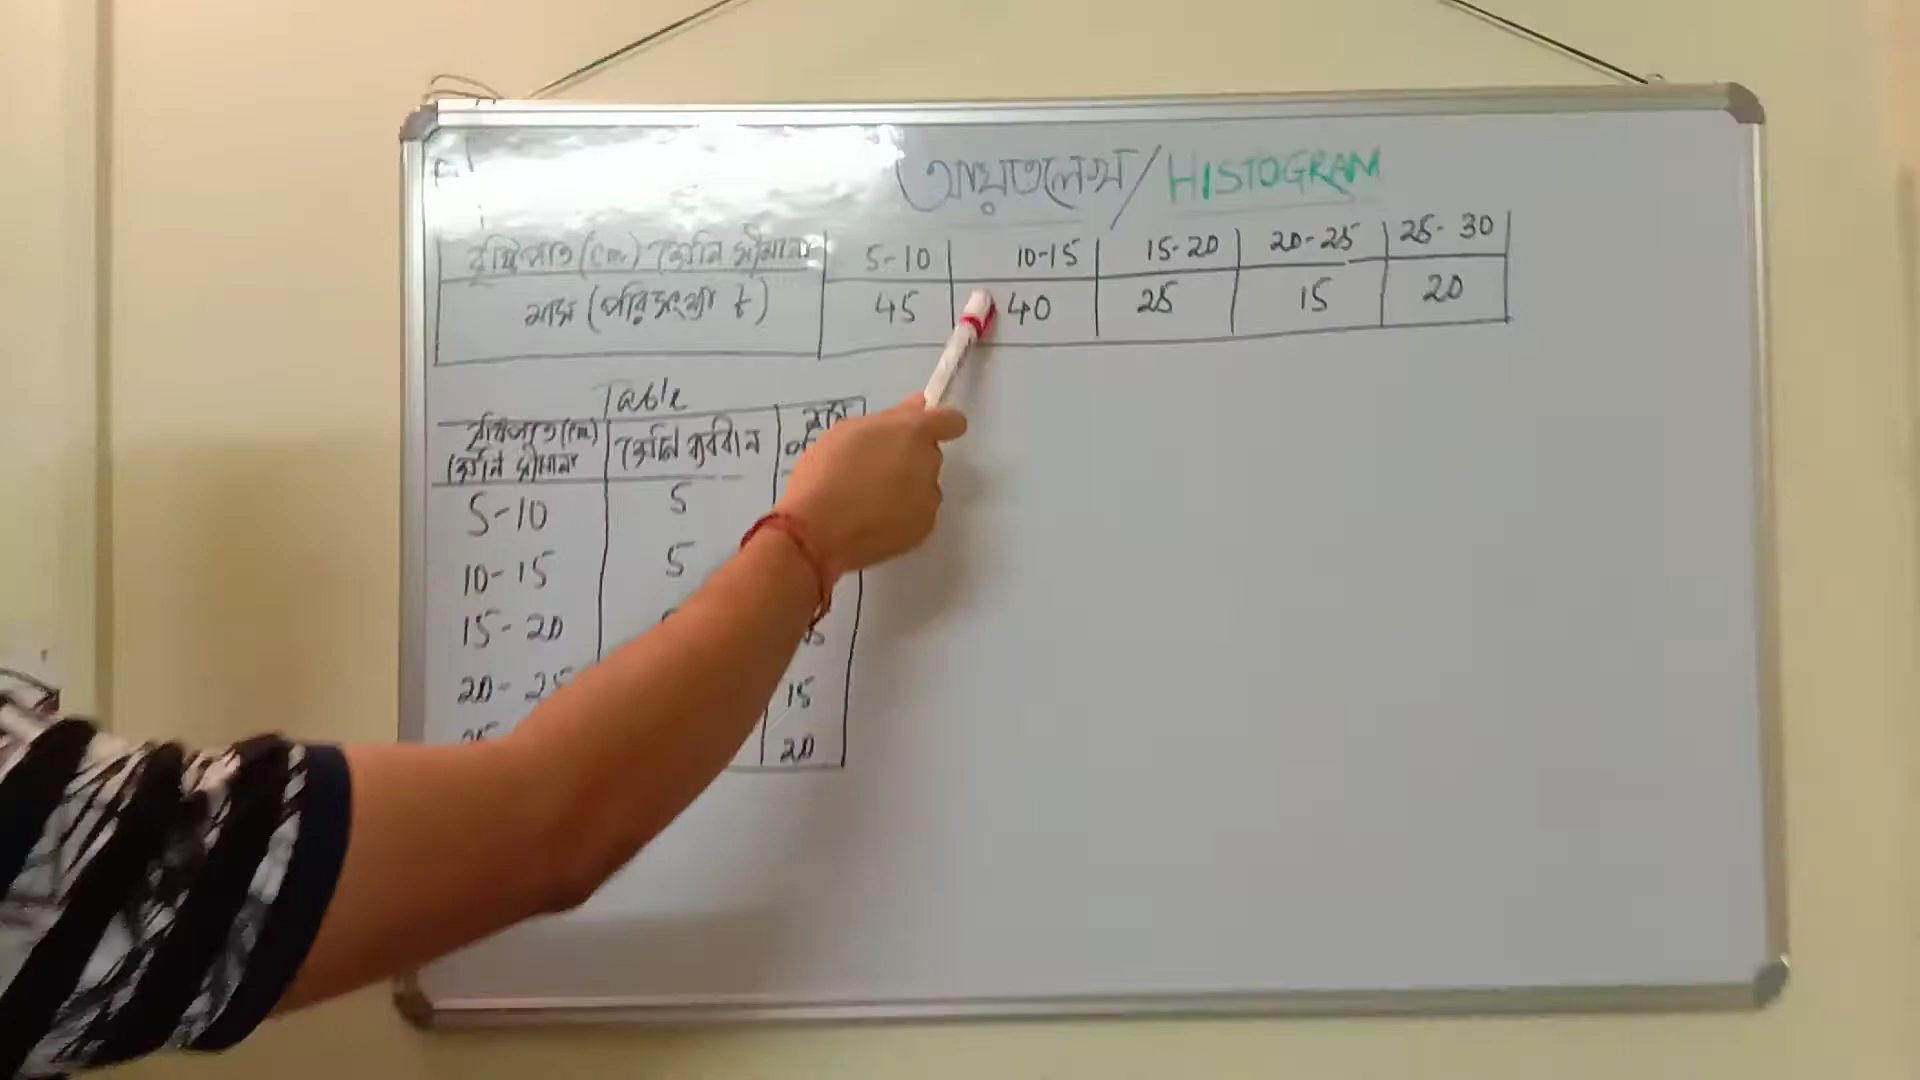 আয়তলেখ/HISTOGRAM
বৃষ্টিপাত (cm) শ্রেনি সীমানা 5-10 10-15 15-20 20-25 25-30
মাস (পরিসংখ্যা f) 45 40 25 15 20
Table
বৃষ্টিপাত (cm) শ্রেনি ব্যবধান মাস
শ্রেনি সীমানা
5-10 5
10-15 5
15-20
20-25 15
20